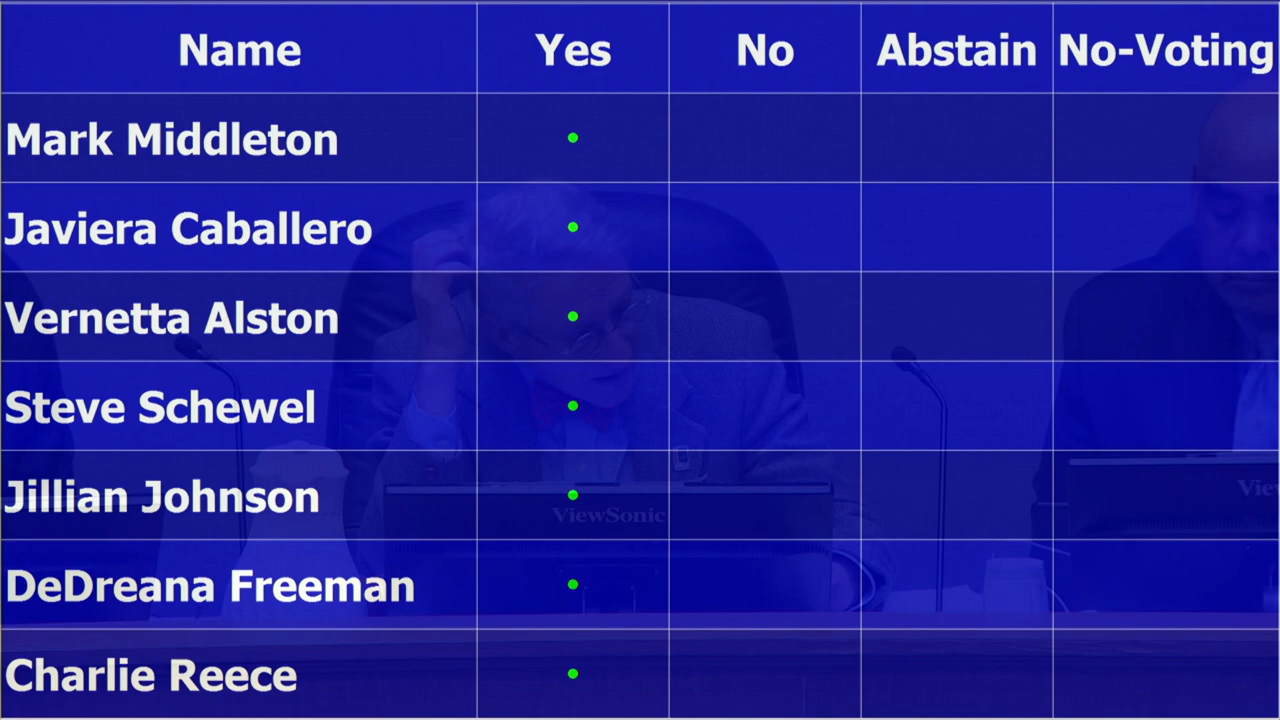 Name Yes No Abstain No-Voting
Mark Middleton
Javiera Caballero
Vernetta Alston
Steve Schewel
Jillian Johnson
ViewSonic
Vie
DeDreana Freeman
Charlie Reece